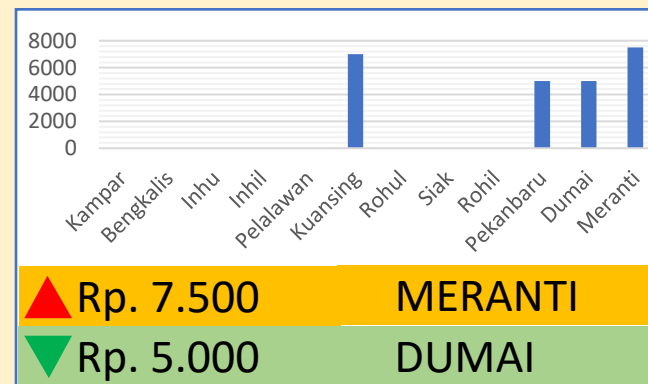 8000
6000
4000
2000
0
Kampar
Bengkalis
Inhu
Inhil
Pelalawan
Kuansing
Rohul
Siak
Rohil
Pekanbaru
Dumai
Meranti
Rp. 7.500 MERANTI
Rp. 5.000 DUMAI